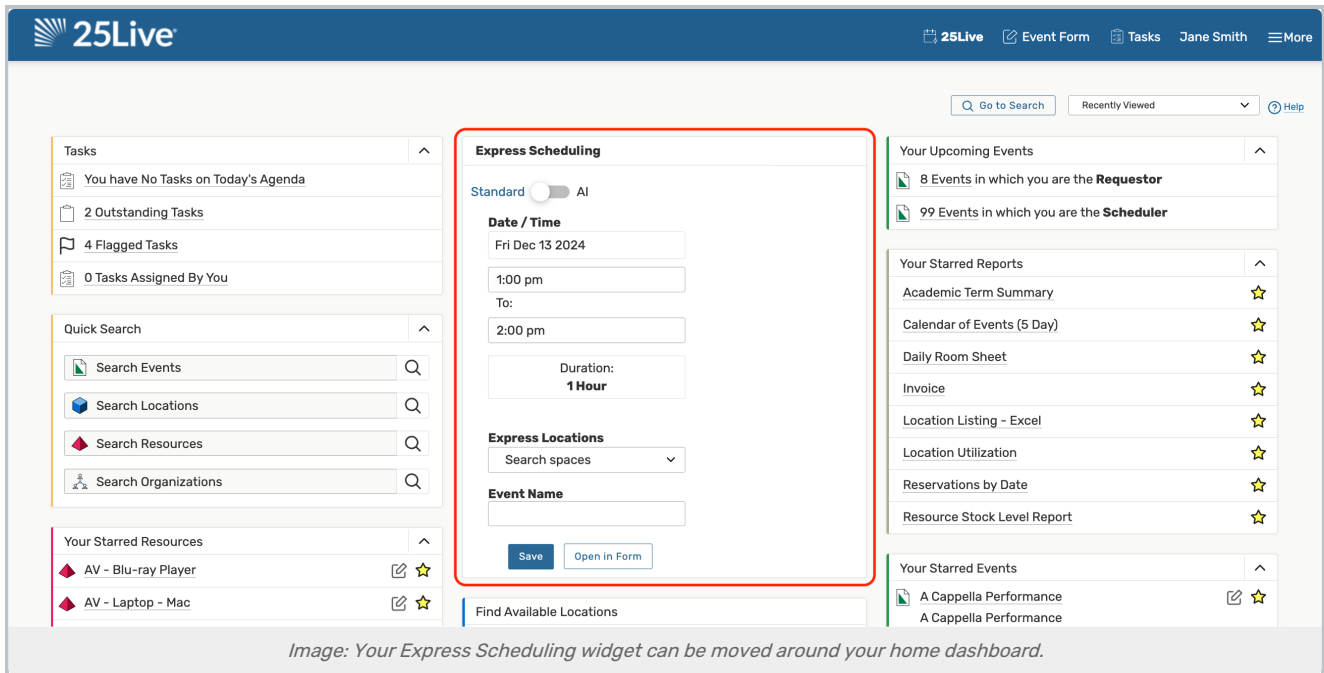 25Live®
25Live
Event Form
Tasks
Jane Smith
More
Go to Search
Recently Viewed
Help
Tasks
You have No Tasks on Today's Agenda
2 Outstanding Tasks
4 Flagged Tasks
0 Tasks Assigned By You
Quick Search
Search Events
Search Locations
Search Resources
Search Organizations
Your Starred Resources
AV - Blu-ray Player
AV - Laptop - Mac
Express Scheduling
Standard AI
Date / Time
Fri Dec 13 2024
1:00 pm
To:
2:00 pm
Duration:
1 Hour
Express Locations
Search spaces
Event Name
Save
Open in Form
Find Available Locations
Your Upcoming Events
8 Events in which you are the Requestor
99 Events in which you are the Scheduler
Your Starred Reports
Academic Term Summary
Calendar of Events (5 Day)
Daily Room Sheet
Invoice
Location Listing - Excel
Location Utilization
Reservations by Date
Resource Stock Level Report
Your Starred Events
A Cappella Performance
A Cappella Performance
Image: Your Express Scheduling widget can be moved around your home dashboard.